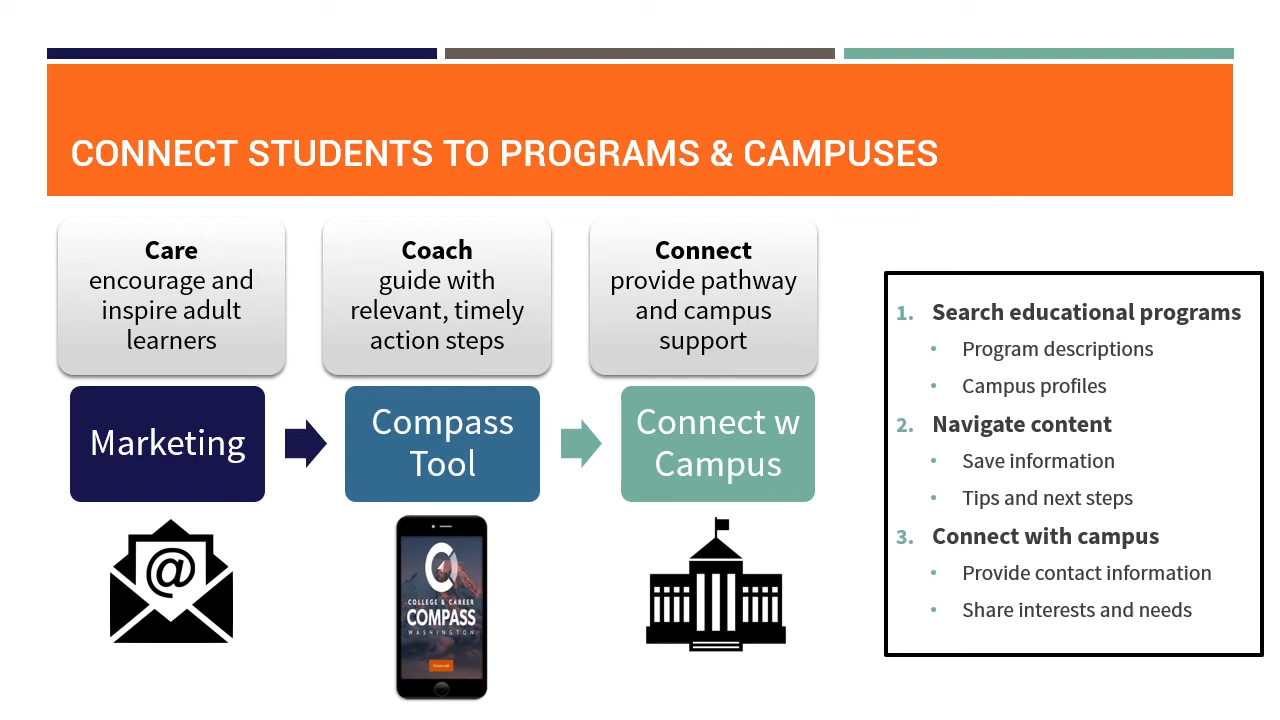 CONNECT STUDENTS TO PROGRAMS & CAMPUSES
Care
encourage and
inspire adult
learners
Coach
guide with
relevant, timely
action steps
Connect
provide pathway
and campus
support
Marketing
Compass
Tool
Connect w
Campus
@
COLLEGE & CAREER
COMPASS
WASHINGTON
1. Search educational programs
• Program descriptions
• Campus profiles
2. Navigate content
• Save information
• Tips and next steps
3. Connect with campus
• Provide contact information
• Share interests and needs